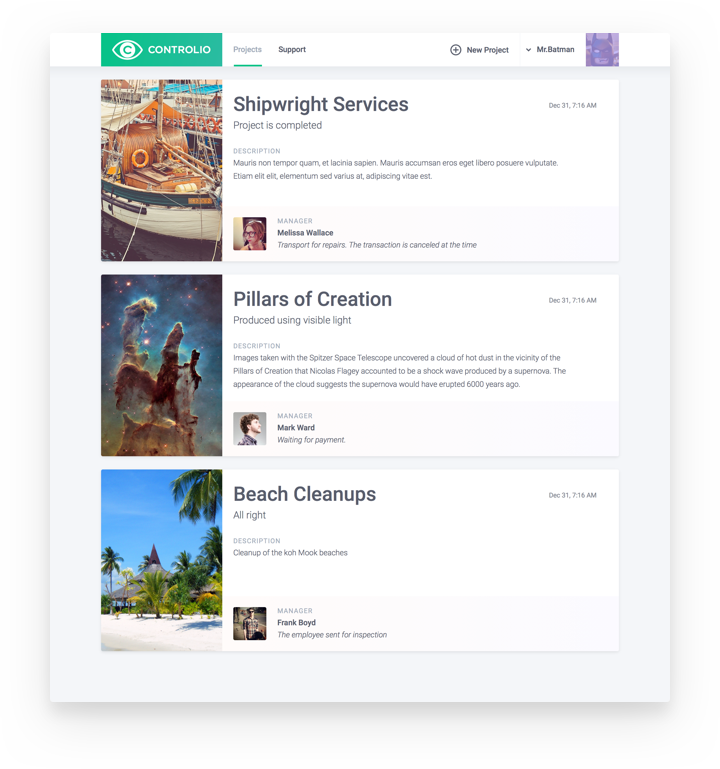 CONTROLIO
Projects
Support
New Project
Mr.Batman
Shipwright Services
Dec 31, 7:16 AM
Project is completed
DESCRIPTION
Mauris non tempor quam, et lacinia sapien. Mauris accumsan eros eget libero posuere vulputate.
Etiam elit elit, elementum sed varius at, adipiscing vitae est.
MANAGER
Melissa Wallace
Transport for repairs. The transaction is canceled at the time
Pillars of Creation
Dec 31, 7:16 AM
Produced using visible light
DESCRIPTION
Images taken with the Spitzer Space Telescope uncovered a cloud of hot dust in the vicinity of the
Pillars of Creation that Nicolas Flagey accounted to be a shock wave produced by a supernova. The
appearance of the cloud suggests the supernova would have erupted 6000 years ago.
MANAGER
Mark Ward
Waiting for payment.
Beach Cleanups
Dec 31, 7:16 AM
All right
DESCRIPTION
Cleanup of the koh Mook beaches
MANAGER
Frank Boyd
The employee sent for inspection